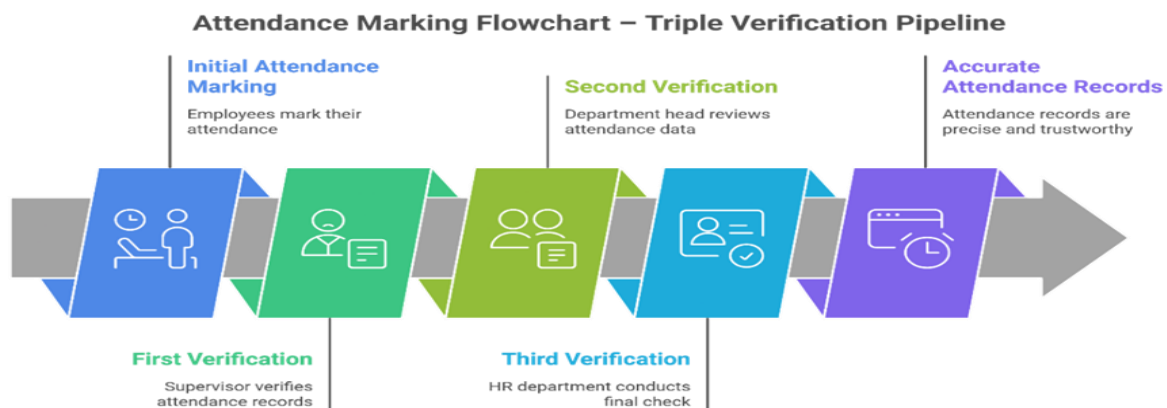 Attendance Marking Flowchart – Triple Verification Pipeline
Initial Attendance
Marking
Employees mark their
attendance
Second Verification
Department head reviews
attendance data
Accurate
Attendance Records
Attendance records are
precise and trustworthy
First Verification
Supervisor verifies
attendance records
Third Verification
HR department conducts
final check